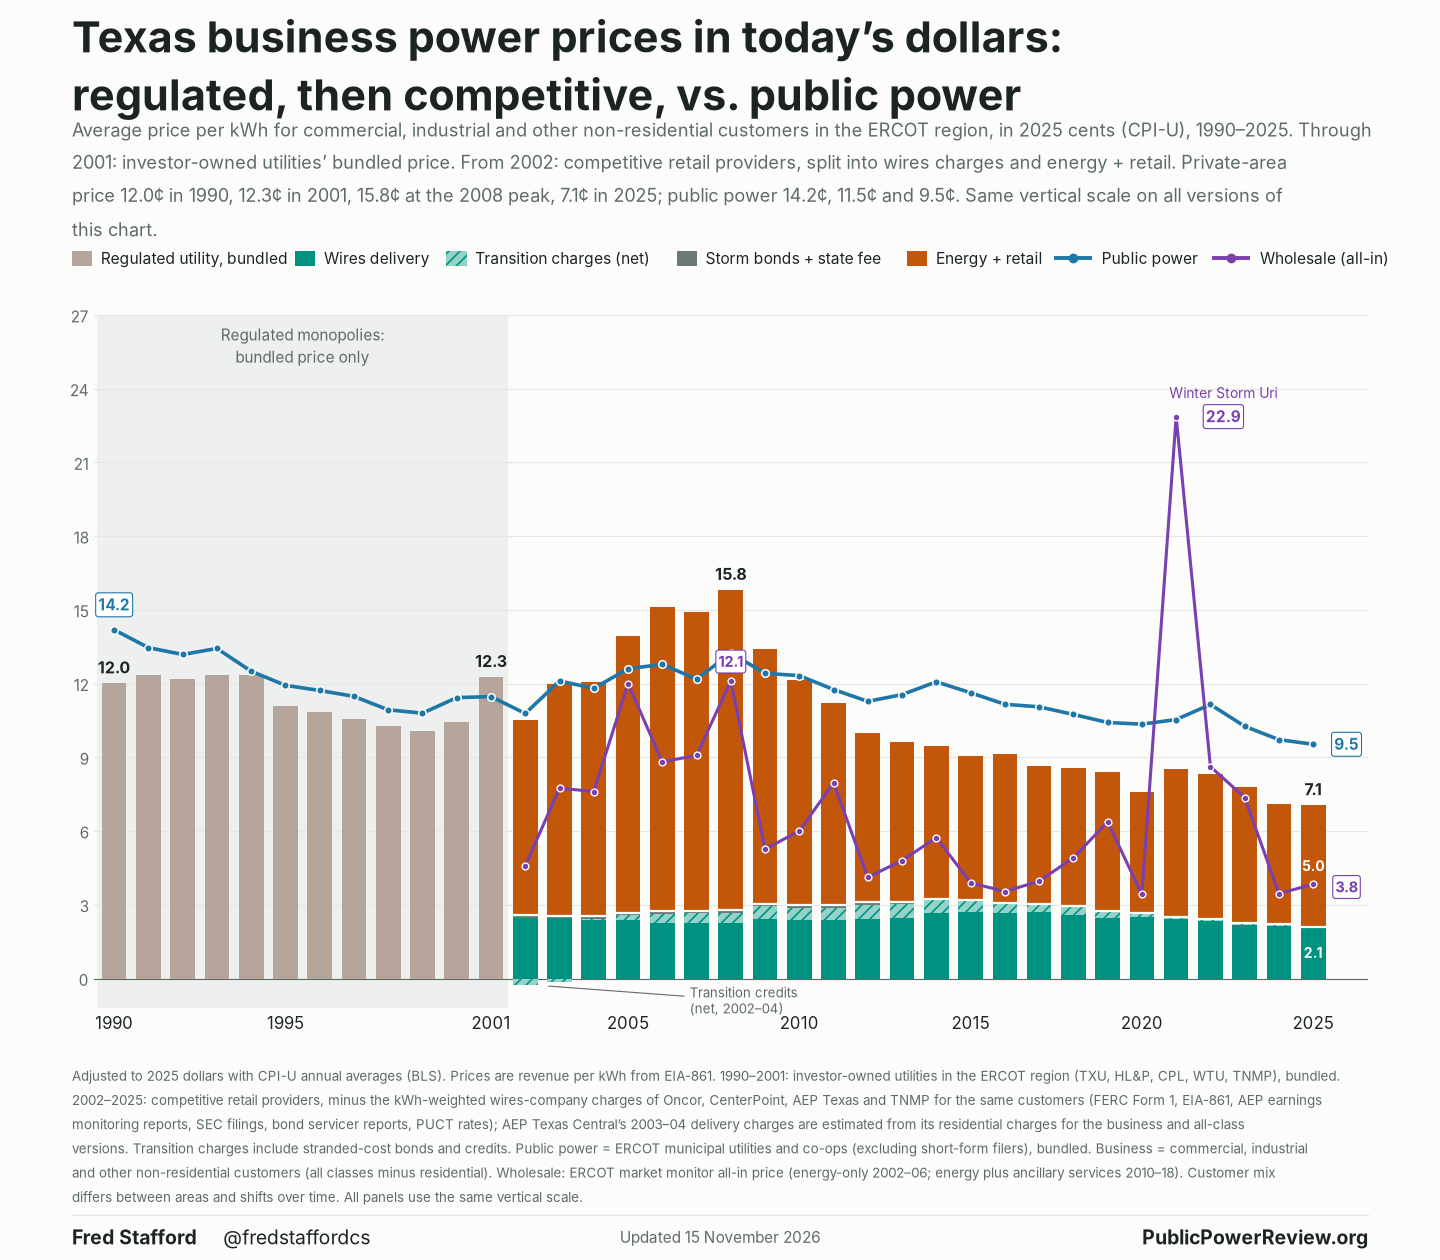 Texas business power prices in today’s dollars:
regulated, then competitive, vs. public power
Average price per kWh for commercial, industrial and other non-residential customers in the ERCOT region, in 2025 cents (CPI-U), 1990–2025. Through
2001: investor-owned utilities’ bundled price. From 2002: competitive retail providers, split into wires charges and energy + retail. Private-area
price 12.0¢ in 1990, 12.3¢ in 2001, 15.8¢ at the 2008 peak, 7.1¢ in 2025; public power 14.2¢, 11.5¢ and 9.5¢. Same vertical scale on all versions of
this chart.
Regulated utility, bundled Wires delivery Transition charges (net) Storm bonds + state fee Energy + retail Public power Wholesale (all-in)
27
Regulated monopolies:
bundled price only
24
Winter Storm Uri
22.9
21
18
15.8
15
14.2
12.0
12.3
12.1
12
9.5
9
7.1
6
5.0
3.8
3
2.1
0
Transition credits
(net, 2002–04)
1990 1995 2001 2005 2010 2015 2020 2025
Adjusted to 2025 dollars with CPI-U annual averages (BLS). Prices are revenue per kWh from EIA-861. 1990–2001: investor-owned utilities in the ERCOT region (TXU, HL&P, CPL, WTU, TNMP), bundled.
2002–2025: competitive retail providers, minus the kWh-weighted wires-company charges of Oncor, CenterPoint, AEP Texas and TNMP for the same customers (FERC Form 1, EIA-861, AEP earnings
monitoring reports, SEC filings, bond servicer reports, PUCT rates); AEP Texas Central’s 2003–04 delivery charges are estimated from its residential charges for the business and all-class
versions. Transition charges include stranded-cost bonds and credits. Public power = ERCOT municipal utilities and co-ops (excluding short-form filers), bundled. Business = commercial, industrial
and other non-residential customers (all classes minus residential). Wholesale: ERCOT market monitor all-in price (energy-only 2002–06; energy plus ancillary services 2010–18). Customer mix
differs between areas and shifts over time. All panels use the same vertical scale.
Fred Stafford @fredstaffordcs Updated 15 November 2026 PublicPowerReview.org